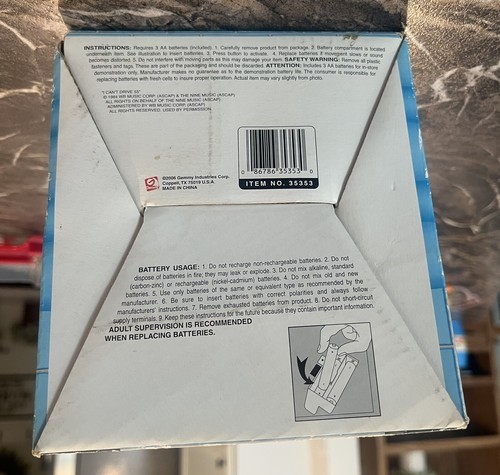 INSTRUCTIONS: Requires 3 AA batteries (included). 1. Carefully remove product from package. 2. Battery compartment is located
underneath item. See illustration to insert batteries. 3. Press button to activate. 4. Replace batteries if movement slows or sound
becomes distorted. 5. Do not interfere with moving parts as this may damage your item. SAFETY WARNING: Remove all plastic
fasteners and tags. These are part of the packaging and should be discarded. ATTENTION: Includes 3 AA batteries for in-store
demonstration only. Manufacturer makes no guarantee as to the demonstration battery life. The consumer is responsible for
replacing batteries with fresh cells to insure proper operation. Actual item may vary slightly from photo.
"I CAN'T DRIVE 55"
© 1984 WB MUSIC CORP. (ASCAP) & THE NINE MUSIC (ASCAP)
ALL RIGHTS ON BEHALF OF THE NINE MUSIC (ASCAP)
ADMINISTERED BY WB MUSIC CORP. (ASCAP)
ALL RIGHTS RESERVED. USED BY PERMISSION.
0 86786 35353 0
ITEM NO. 35353
©2006 Gemmy Industries Corp.
Coppell, TX 75019 U.S.A.
MADE IN CHINA
BATTERY USAGE: 1. Do not recharge non-rechargeable batteries. 2. Do not
dispose of batteries in fire; they may leak or explode. 3. Do not mix alkaline, standard
(carbon-zinc) or rechargeable (nickel-cadmium) batteries. 4. Do not mix old and new
batteries. 5. Use only batteries of the same or equivalent type as recommended by the
manufacturer. 6. Be sure to insert batteries with correct polarities and always follow
manufacturers' instructions. 7. Remove exhausted batteries from product. 8. Do not short-circuit
supply terminals. 9. Keep these instructions for the future because they contain important information.
ADULT SUPERVISION IS RECOMMENDED
WHEN REPLACING BATTERIES.